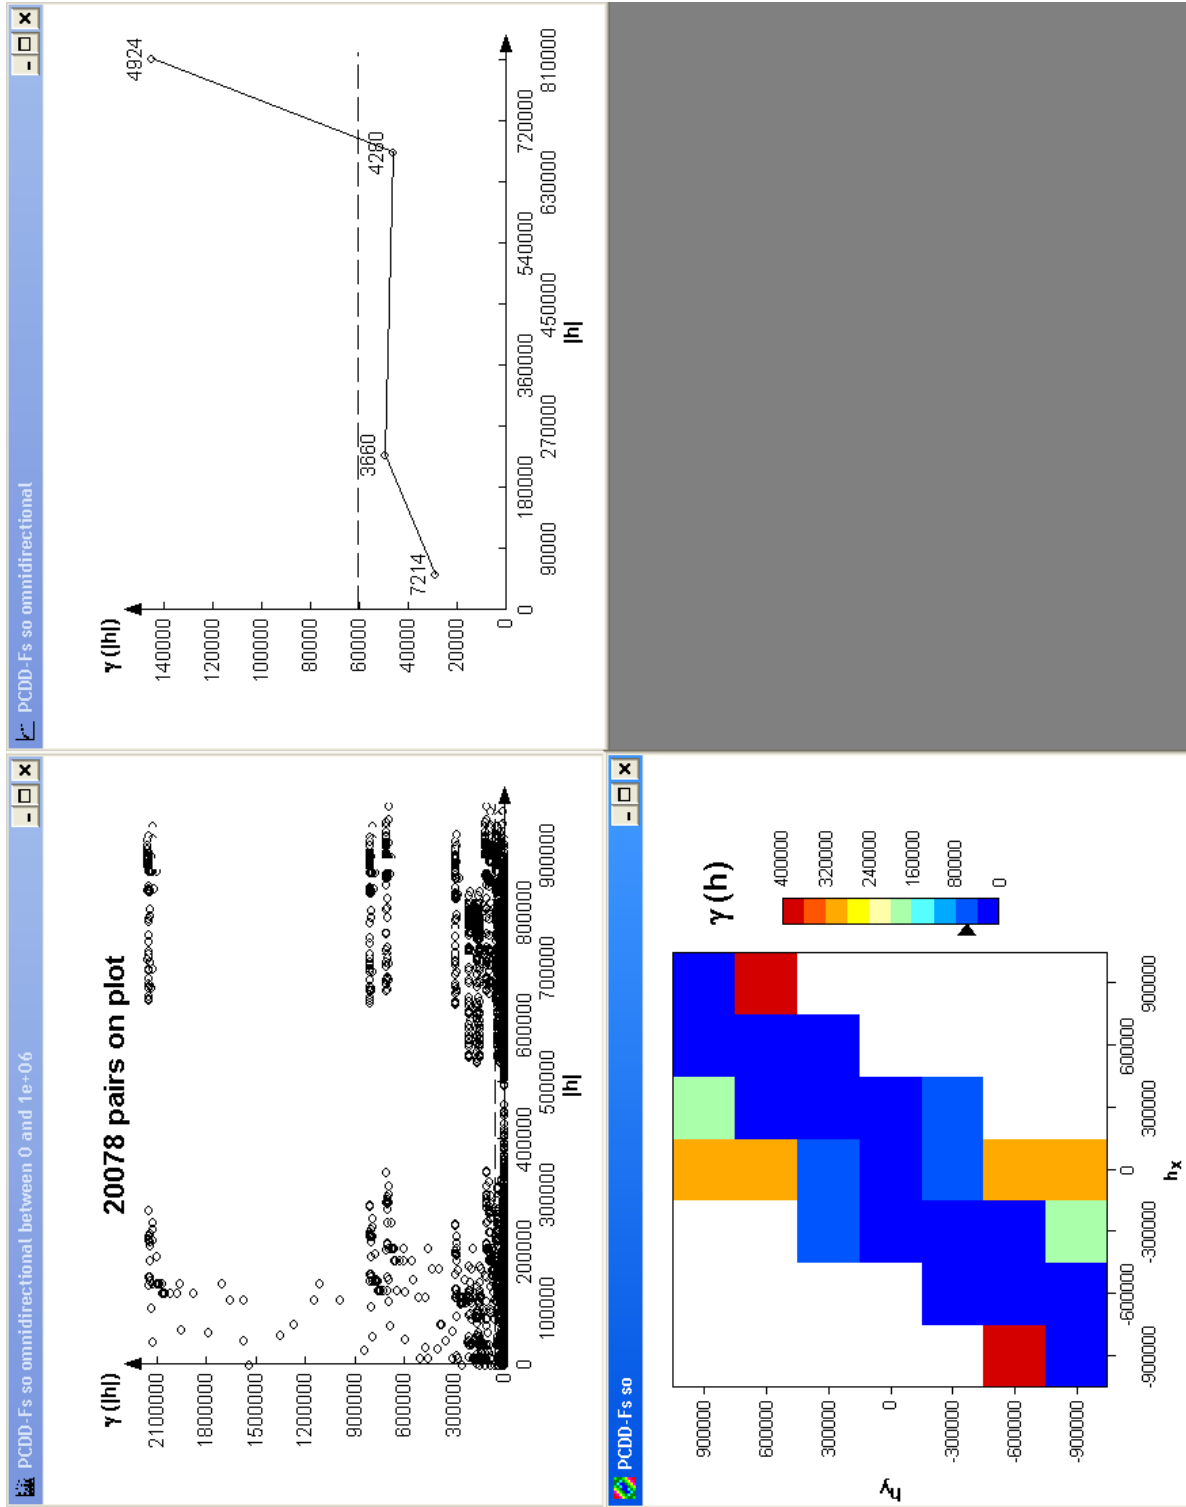 PCDD-Fs so omnidirectional between 0 and 1e+06
γ (|h|)
20078 pairs on plot
2100000
1800000
1500000
1200000
900000
600000
300000
0
0 100000 200000 300000 400000 500000 600000 700000 800000 900000
|h|
PCDD-Fs so omnidirectional
γ (|h|)
140000
120000
100000
80000
60000
40000
20000
0
7214
3660
4280
4924
0 90000 180000 270000 360000 450000 540000 630000 720000 810000
|h|
PCDD-Fs so
hy
900000
600000
300000
0
-300000
-600000
-900000
-900000 -600000 -300000 0 300000 600000 900000
hx
γ (h)
400000
320000
240000
160000
80000
0